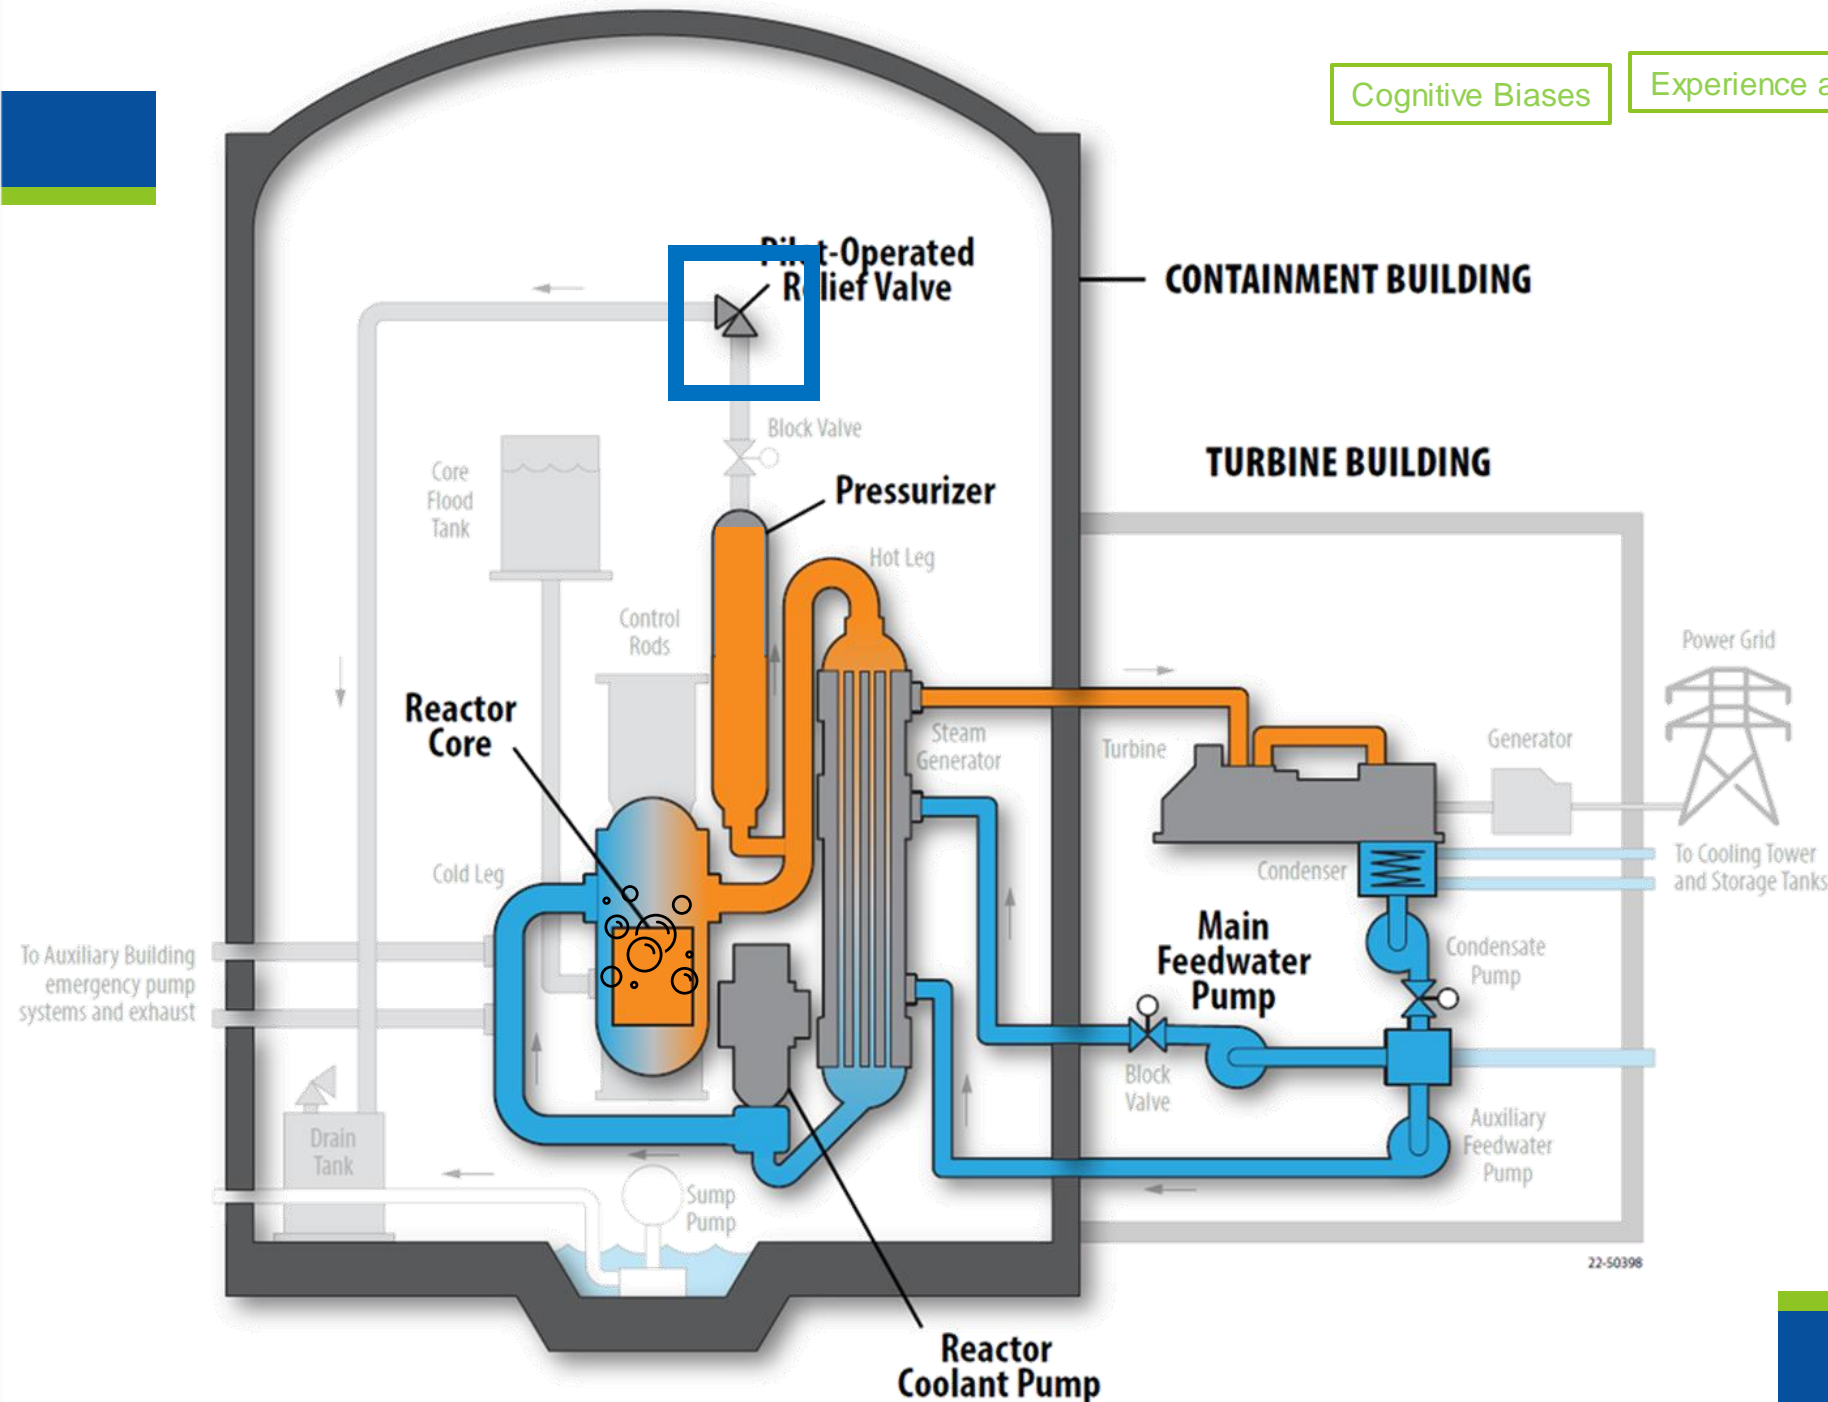 Cognitive Biases
Experience a
Pilot-Operated
Relief Valve
CONTAINMENT BUILDING
Block Valve
TURBINE BUILDING
Core
Flood
Tank
Pressurizer
Hot Leg
Control
Rods
Power Grid
Reactor
Core
Steam
Generator
Turbine
Generator
Cold Leg
Condenser
To Cooling Tower
and Storage Tanks
Main
Feedwater
Pump
Condensate
Pump
To Auxiliary Building
emergency pump
systems and exhaust
Block
Valve
Auxiliary
Feedwater
Pump
Drain
Tank
Sump
Pump
22-50398
Reactor
Coolant Pump